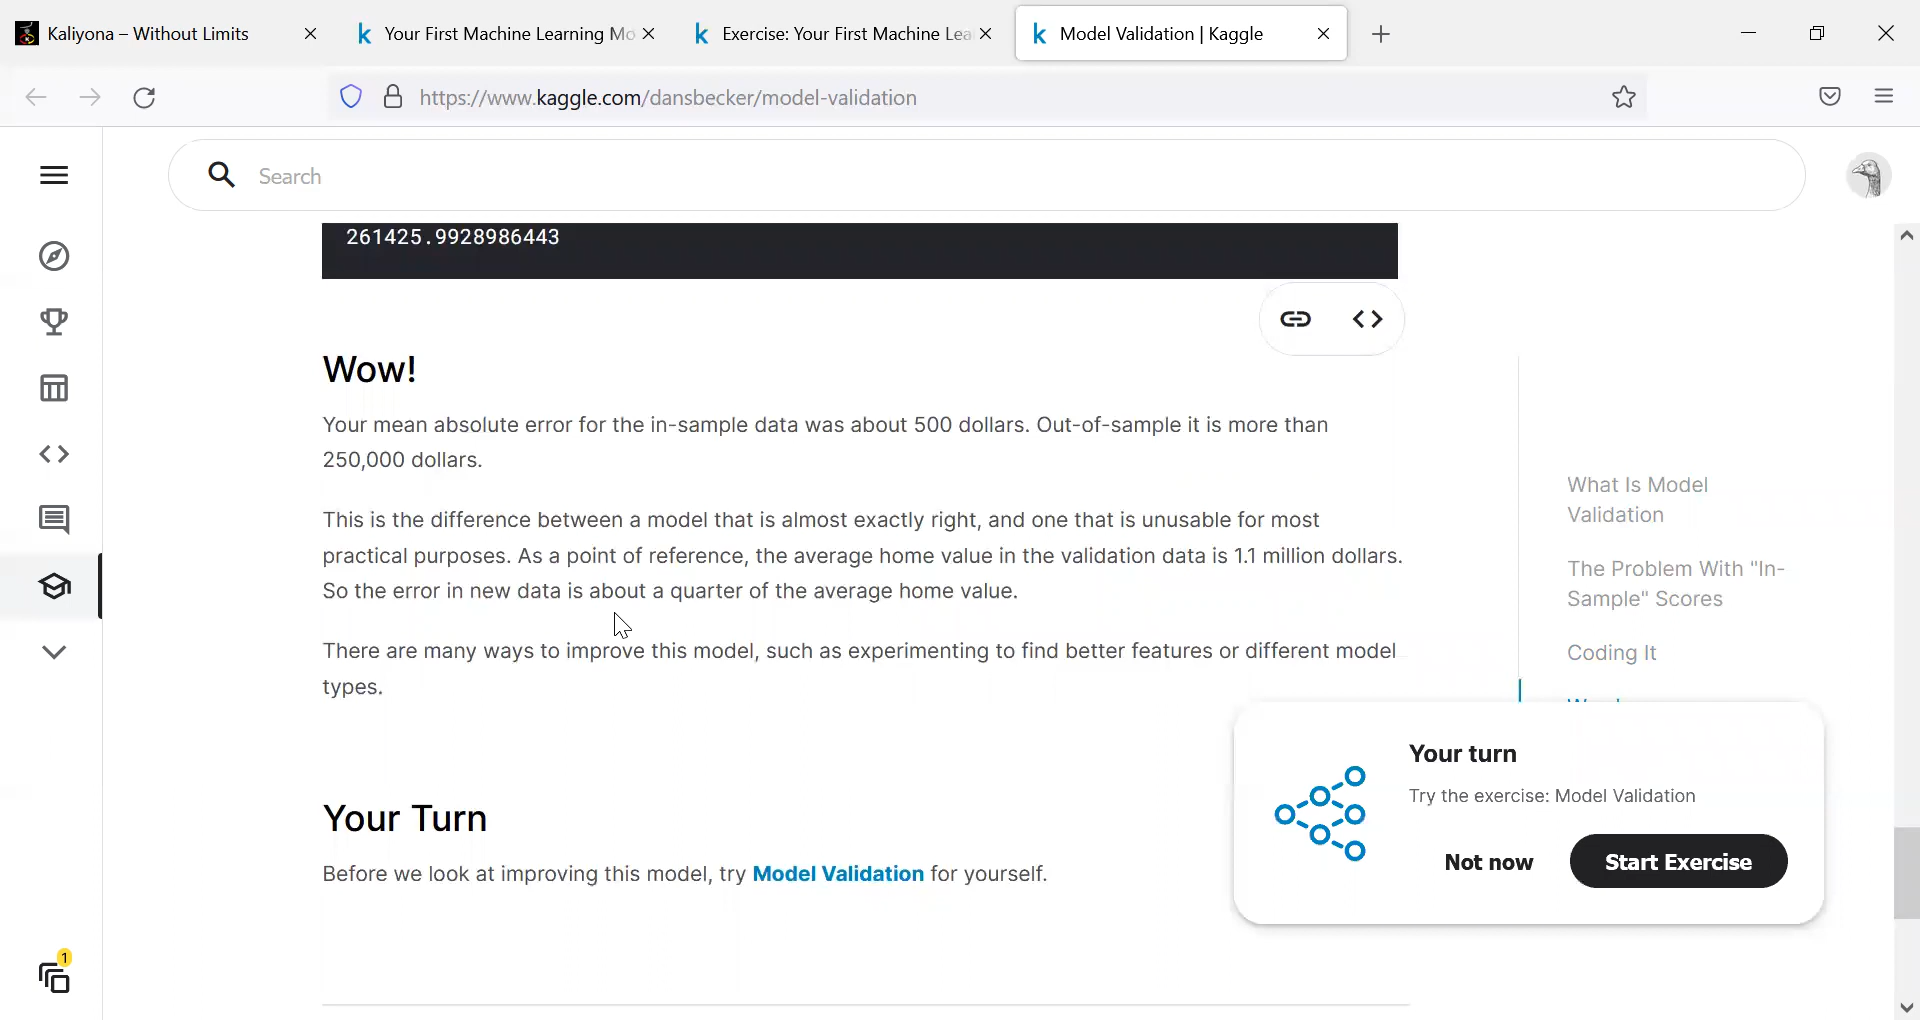 Kaliyona – Without Limits
Your First Machine Learning Mo
Exercise: Your First Machine Lea
Model Validation | Kaggle
https://www.kaggle.com/dansbecker/model-validation
Search
261425.9928986443
Wow!
Your mean absolute error for the in-sample data was about 500 dollars. Out-of-sample it is more than
250,000 dollars.
This is the difference between a model that is almost exactly right, and one that is unusable for most
practical purposes. As a point of reference, the average home value in the validation data is 1.1 million dollars.
So the error in new data is about a quarter of the average home value.
There are many ways to improve this model, such as experimenting to find better features or different model
types.
Your Turn
Before we look at improving this model, try Model Validation for yourself.
What Is Model
Validation
The Problem With "In-
Sample" Scores
Coding It
Your turn
Try the exercise: Model Validation
Not now
Start Exercise
1